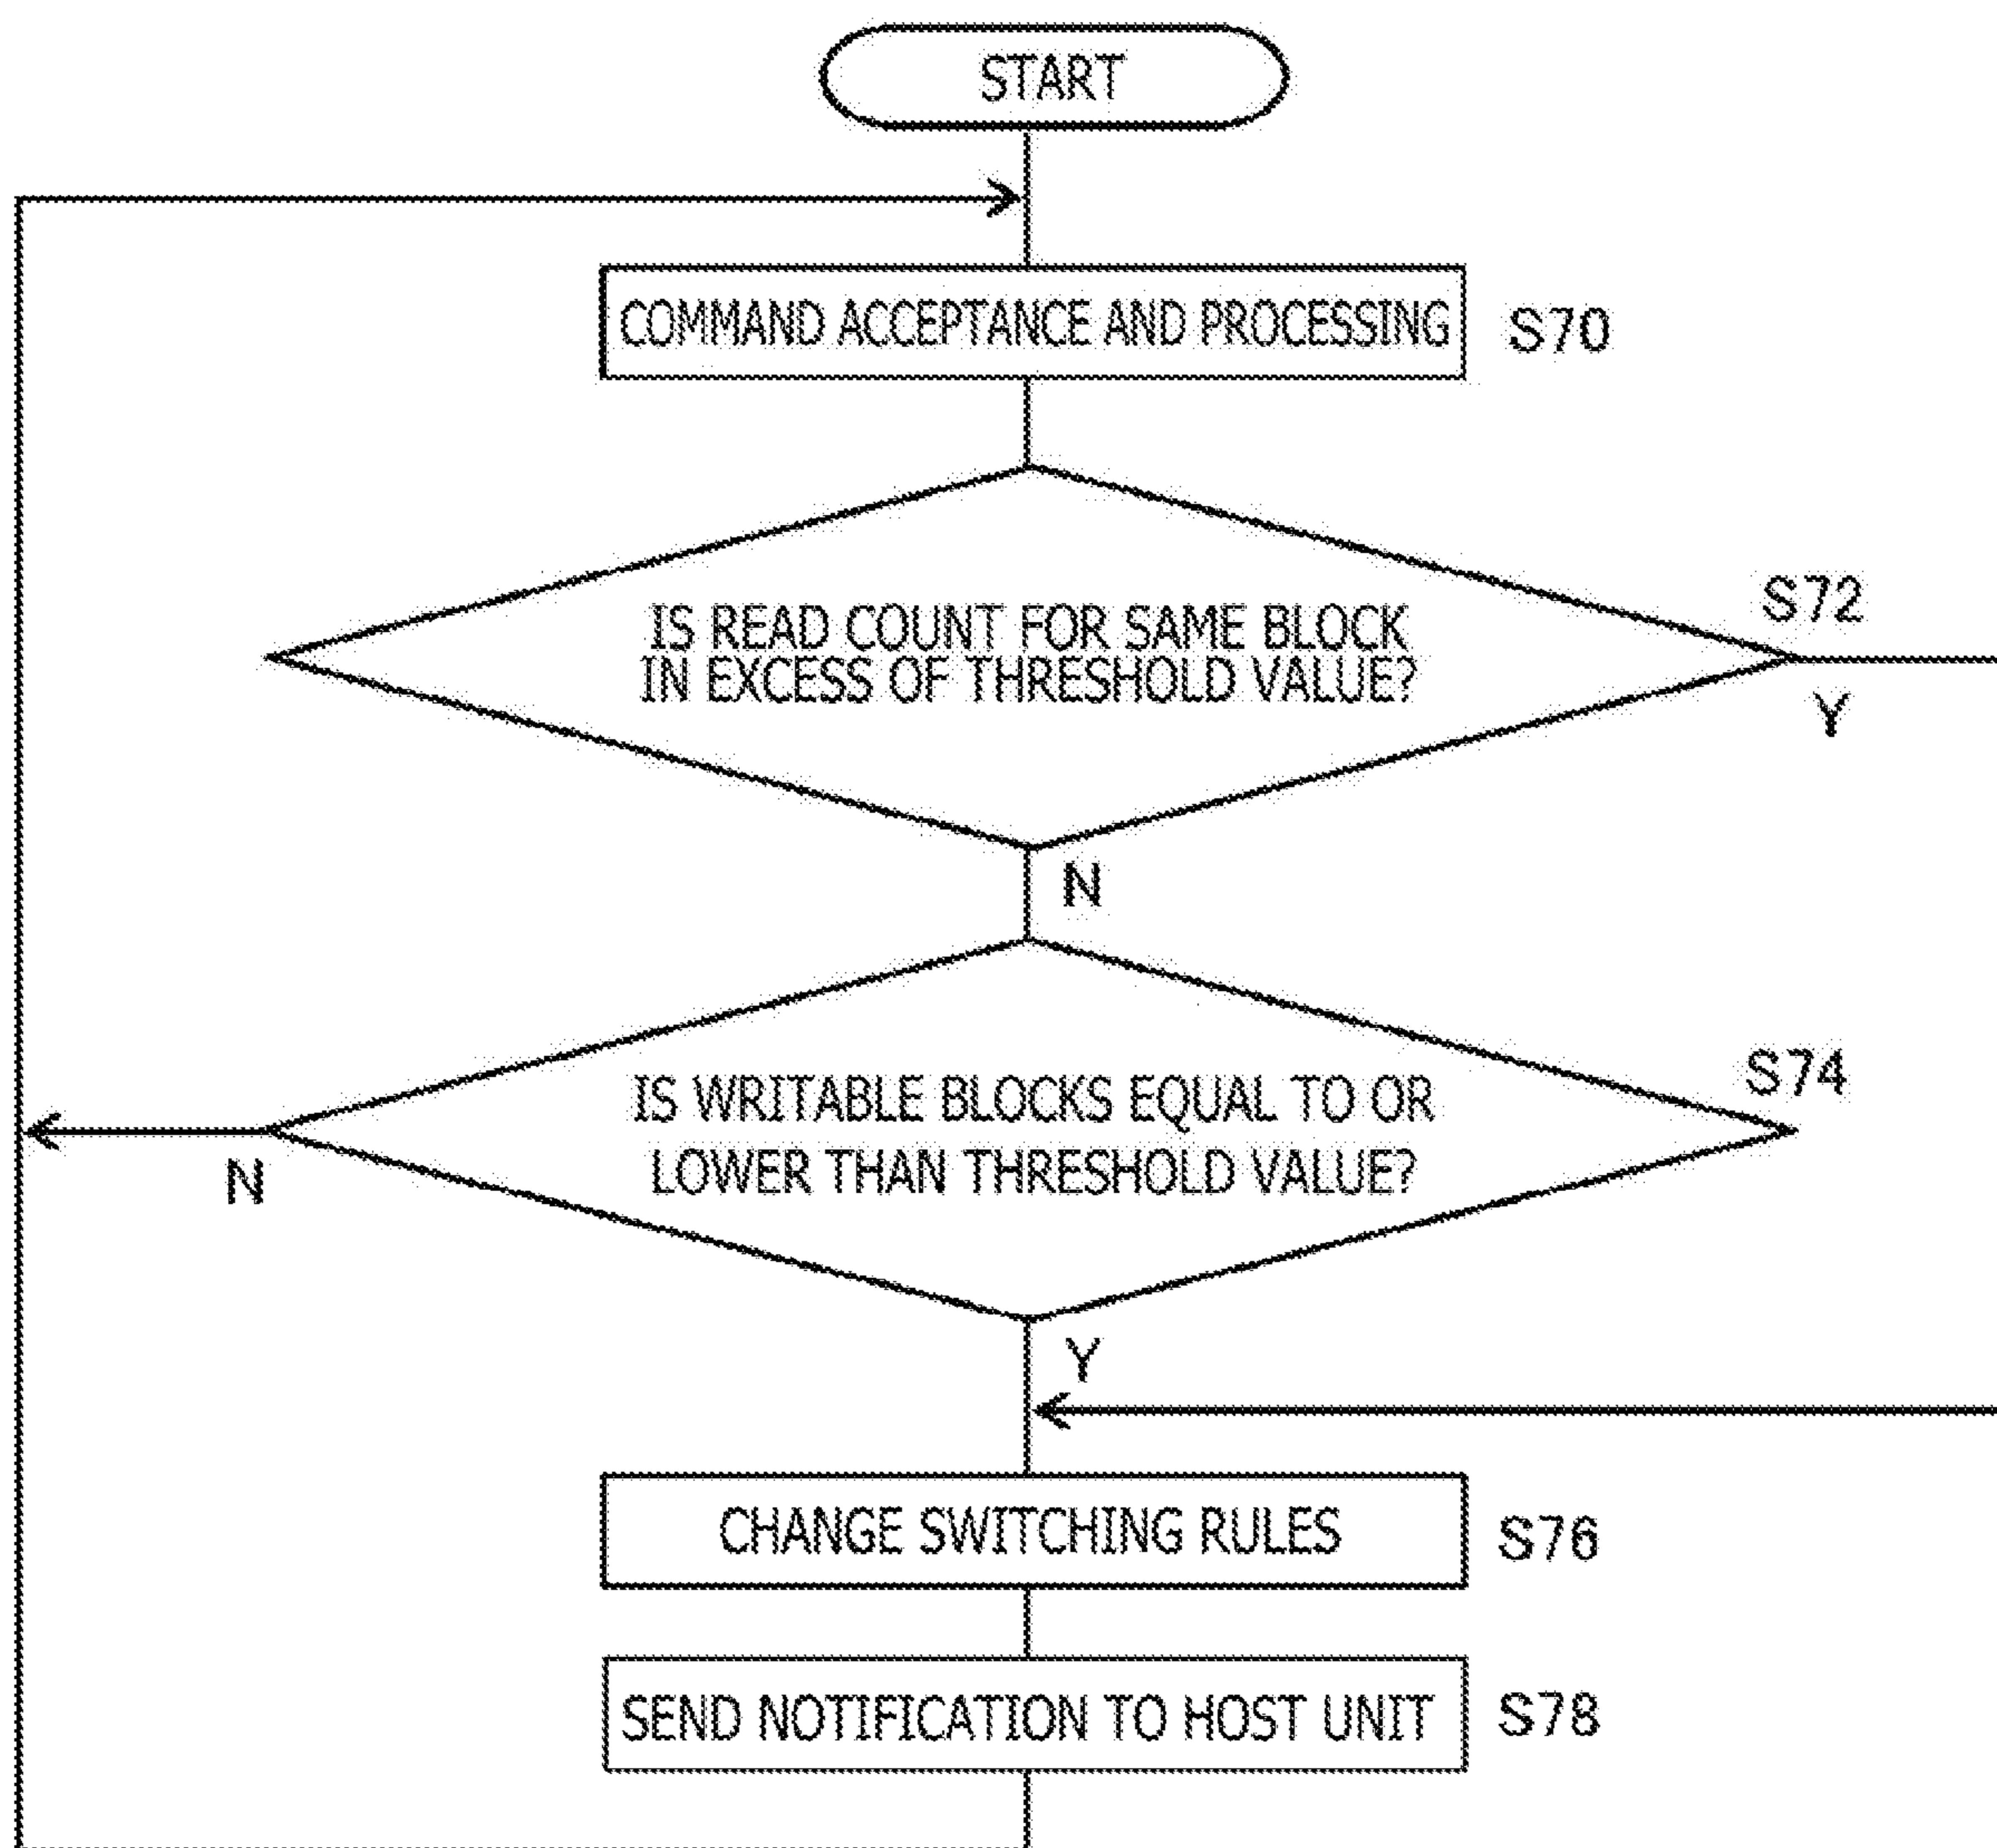 START
COMMAND ACCEPTANCE AND PROCESSING
S70
S72
IS READ COUNT FOR SAME BLOCK
IN EXCESS OF THRESHOLD VALUE?
Y
N
S74
IS WRITABLE BLOCKS EQUAL TO OR
LOWER THAN THRESHOLD VALUE?
N
Y
CHANGE SWITCHING RULES
S76
SEND NOTIFICATION TO HOST UNIT
S78